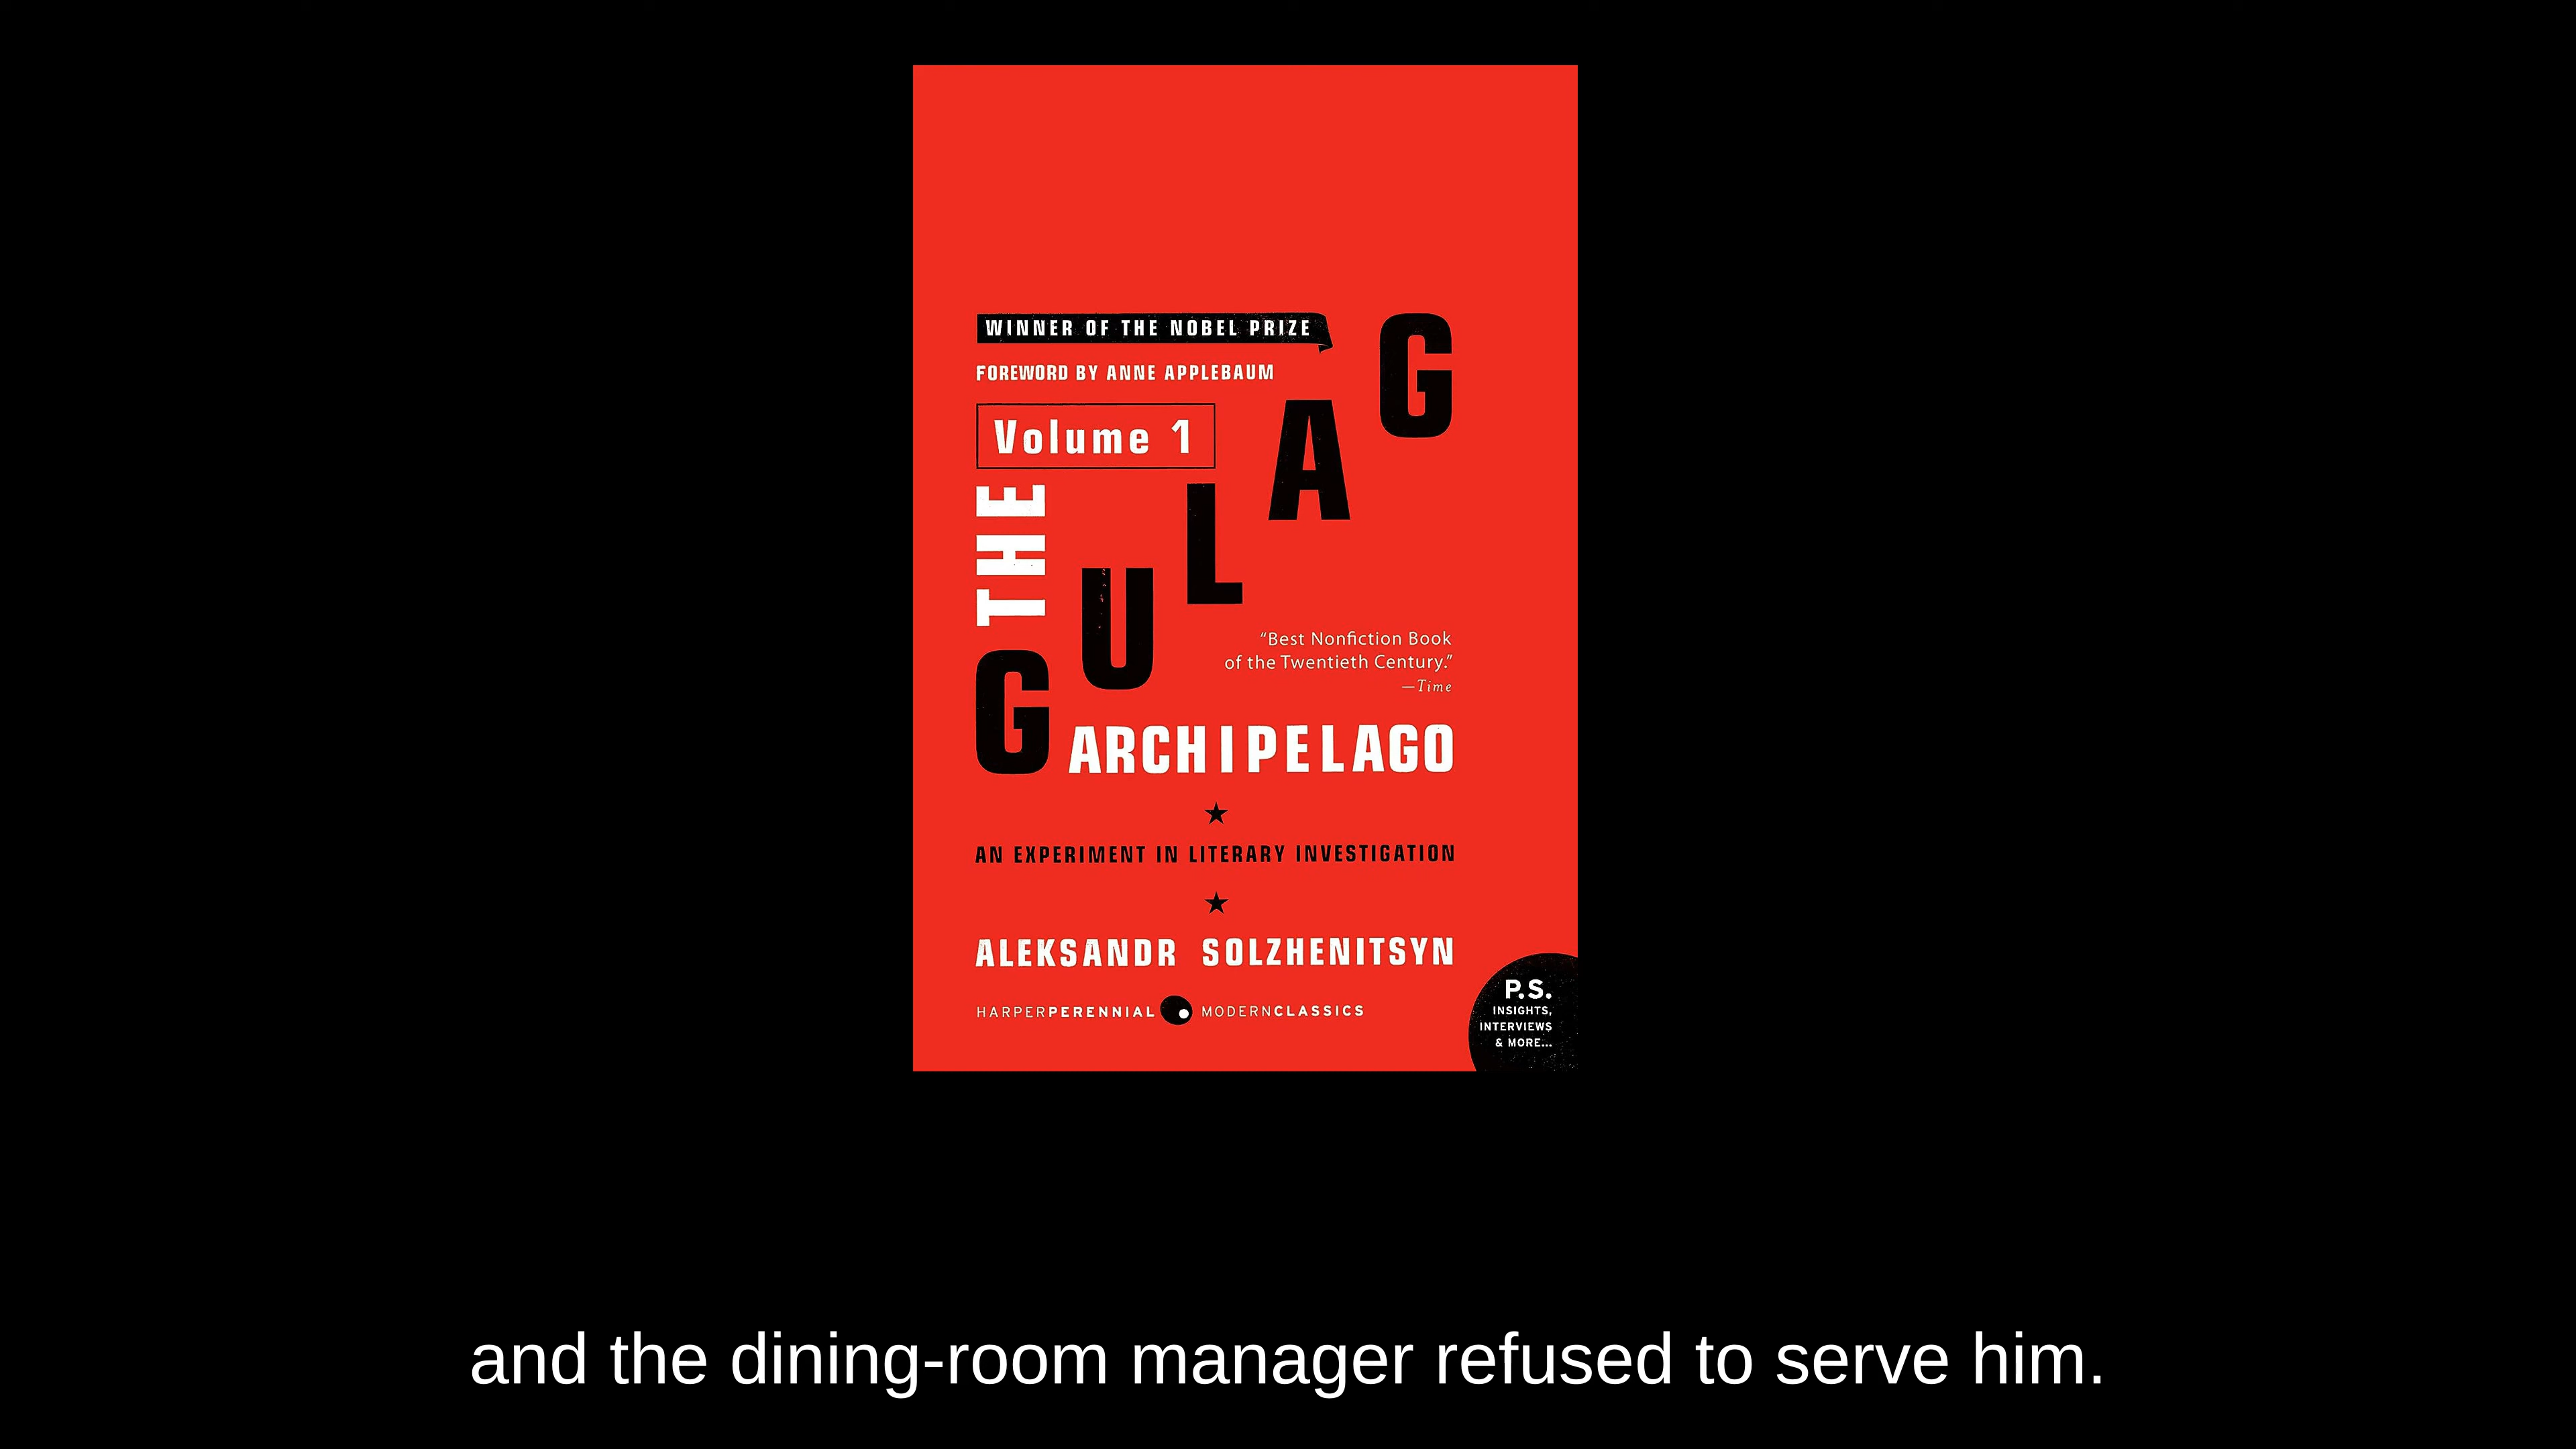 WINNER OF THE NOBEL PRIZE
FOREWORD BY ANNE APPLEBAUM
Volume 1
THE
GULAG
"Best Nonfiction Book
of the Twentieth Century."
—Time
ARCHIPELAGO
AN EXPERIMENT IN LITERARY INVESTIGATION
ALEKSANDR SOLZHENITSYN
HARPERPERENNIAL MODERNCLASSICS
P.S.
INSIGHTS,
INTERVIEWS
& MORE...
and the dining-room manager refused to serve him.